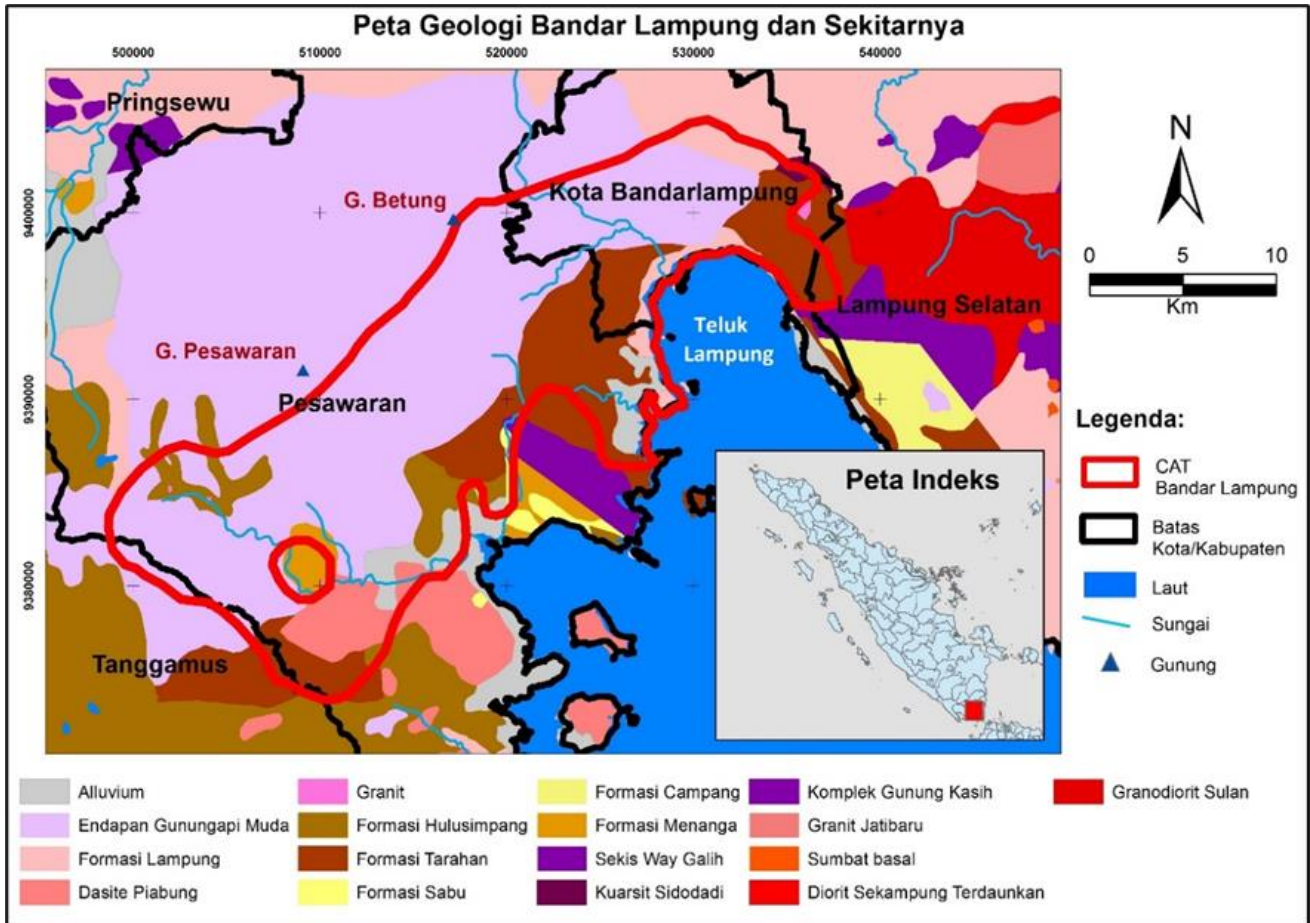 Peta Geologi Bandar Lampung dan Sekitarnya
500000
510000
520000
530000
540000
Pringsewu
G. Betung
Kota Bandarlampung
9400000
Lampung Selatan
Teluk
Lampung
G. Pesawaran
Pesawaran
9390000
9380000
Tanggamus
Peta Indeks
N
0
5
10
Km
Legenda:
CAT
Bandar Lampung
Batas
Kota/Kabupaten
Laut
Sungai
Gunung
Alluvium
Endapan Gunungapi Muda
Formasi Lampung
Dasite Piabung
Granit
Formasi Hulusimpang
Formasi Tarahan
Formasi Sabu
Formasi Campang
Formasi Menanga
Sekis Way Galih
Kuarsit Sidodadi
Komplek Gunung Kasih
Granit Jatibaru
Sumbat basal
Diorit Sekampung Terdaunkan
Granodiorit Sulan